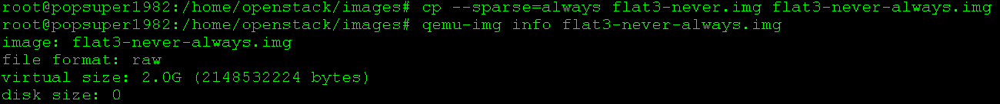 root@popsuper1982:/home/openstack/images# cp --sparse=always flat3-never.img flat3-never-always.img
root@popsuper1982:/home/openstack/images# qemu-img info flat3-never-always.img
image: flat3-never-always.img
file format: raw
virtual size: 2.0G (2148532224 bytes)
disk size: 0